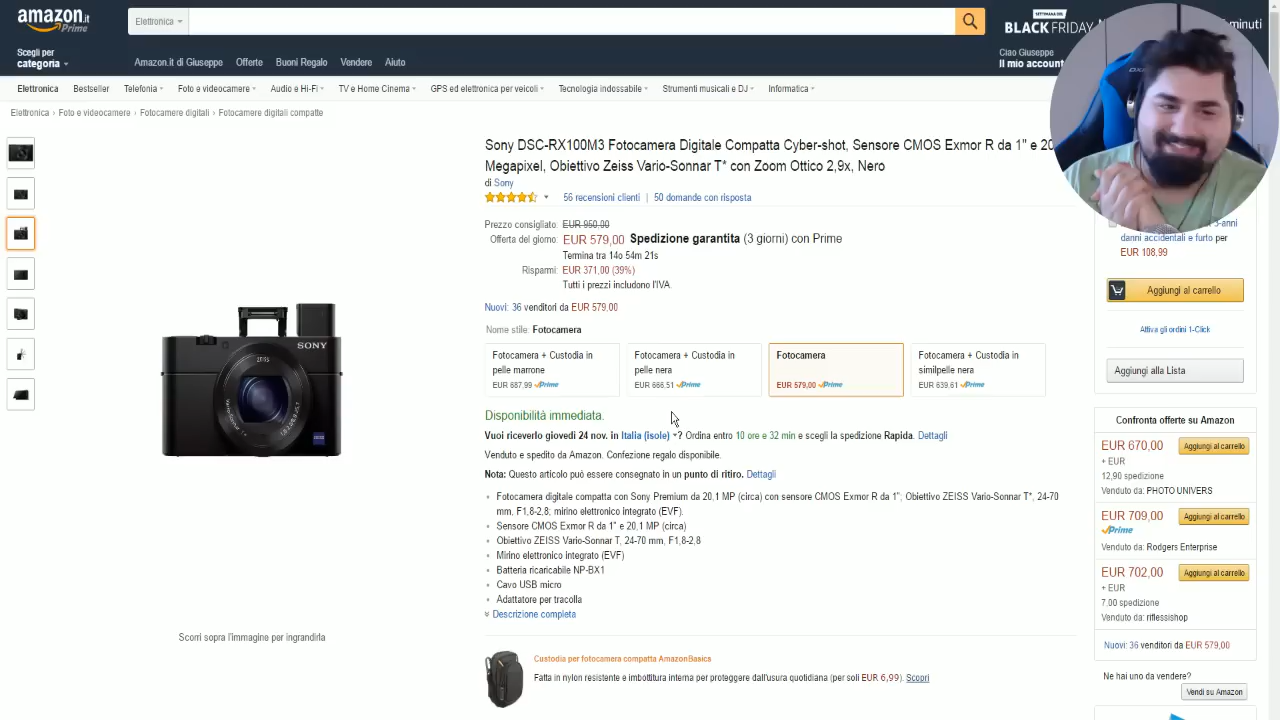 amazon.it
Prime
Elettronica
SETTIMANA DEL
BLACK FRIDAY
iminuti
Scegli per
categoria
Amazon.it di Giuseppe Offerte Buoni Regalo Vendere Aiuto
Ciao Giuseppe
Il mio account
Elettronica Bestseller Telefonia Foto e videocamere Audio e Hi-Fi TV e Home Cinema GPS ed elettronica per veicoli Tecnologia indossabile Strumenti musicali e DJ Informatica
Elettronica › Foto e videocamere › Fotocamere digitali › Fotocamere digitali compatte
Sony DSC-RX100M3 Fotocamera Digitale Compatta Cyber-shot, Sensore CMOS Exmor R da 1" e 20,
Megapixel, Obiettivo Zeiss Vario-Sonnar T* con Zoom Ottico 2,9x, Nero
di Sony
56 recensioni clienti | 50 domande con risposta
Prezzo consigliato: EUR 950,00
Offerta del giorno: EUR 579,00 Spedizione garantita (3 giorni) con Prime
Termina tra 14o 54m 21s
Risparmi: EUR 371,00 (39%)
Tutti i prezzi includono l'IVA.
Nuovi: 36 venditori da EUR 579,00
Nome stile: Fotocamera
Fotocamera + Custodia in
pelle marrone
EUR 687,99 Prime
Fotocamera + Custodia in
pelle nera
EUR 666,51 Prime
Fotocamera
EUR 579,00 Prime
Fotocamera + Custodia in
similpelle nera
EUR 639,61 Prime
Disponibilità immediata.
Vuoi riceverlo giovedì 24 nov. in Italia (isole) ? Ordina entro 10 ore e 32 min e scegli la spedizione Rapida. Dettagli
Venduto e spedito da Amazon. Confezione regalo disponibile.
Nota: Questo articolo può essere consegnato in un punto di ritiro. Dettagli
Fotocamera digitale compatta con Sony Premium da 20,1 MP (circa) con sensore CMOS Exmor R da 1"; Obiettivo ZEISS Vario-Sonnar T*, 24-70
mm, F1,8-2,8; mirino elettronico integrato (EVF).
Sensore CMOS Exmor R da 1" e 20,1 MP (circa)
Obiettivo ZEISS Vario-Sonnar T, 24-70 mm, F1,8-2,8
Mirino elettronico integrato (EVF)
Batteria ricaricabile NP-BX1
Cavo USB micro
Adattatore per tracolla
Descrizione completa
Custodia per fotocamera compatta AmazonBasics
Fatta in nylon resistente e imbottitura interna per proteggere dall'usura quotidiana (per soli EUR 6,99). Scopri
SONY
ZEISS
Scorri sopra l'immagine per ingrandirla
3-anni
danni accidentali e furto per
EUR 108,99
Aggiungi al carrello
Attiva gli ordini 1-Click
Aggiungi alla Lista
Confronta offerte su Amazon
EUR 670,00 Aggiungi al carrello
+ EUR
12,90 spedizione
Venduto da: PHOTO UNIVERS
EUR 709,00 Aggiungi al carrello
Prime
Venduto da: Rodgers Enterprise
EUR 702,00 Aggiungi al carrello
+ EUR
7,00 spedizione
Venduto da: riflessishop
Nuovi: 36 venditori da EUR 579,00
Ne hai uno da vendere?
Vendi su Amazon